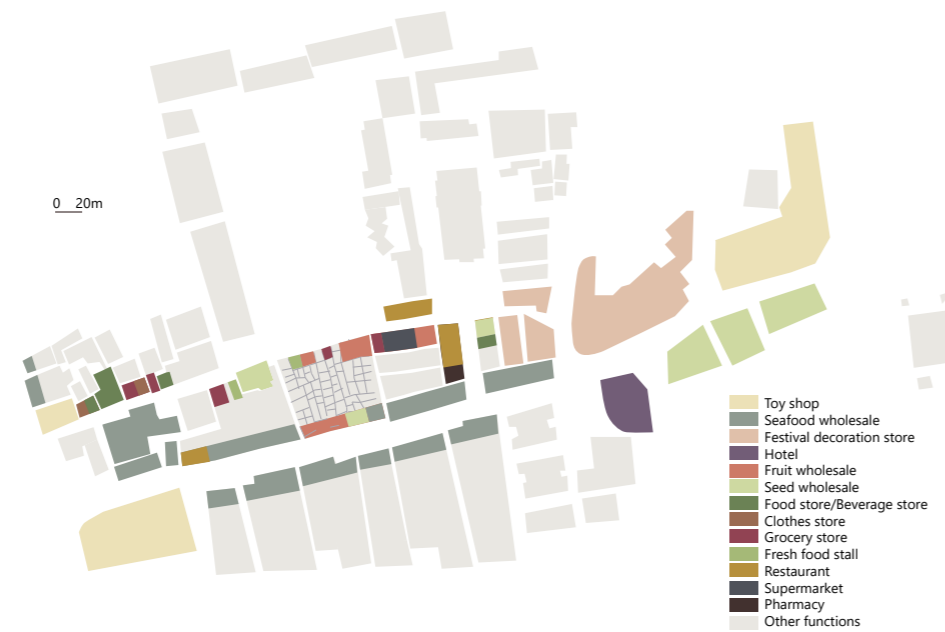 0 20m
Toy shop
Seafood wholesale
Festival decoration store
Hotel
Fruit wholesale
Seed wholesale
Food store/Beverage store
Clothes store
Grocery store
Fresh food stall
Restaurant
Supermarket
Pharmacy
Other functions